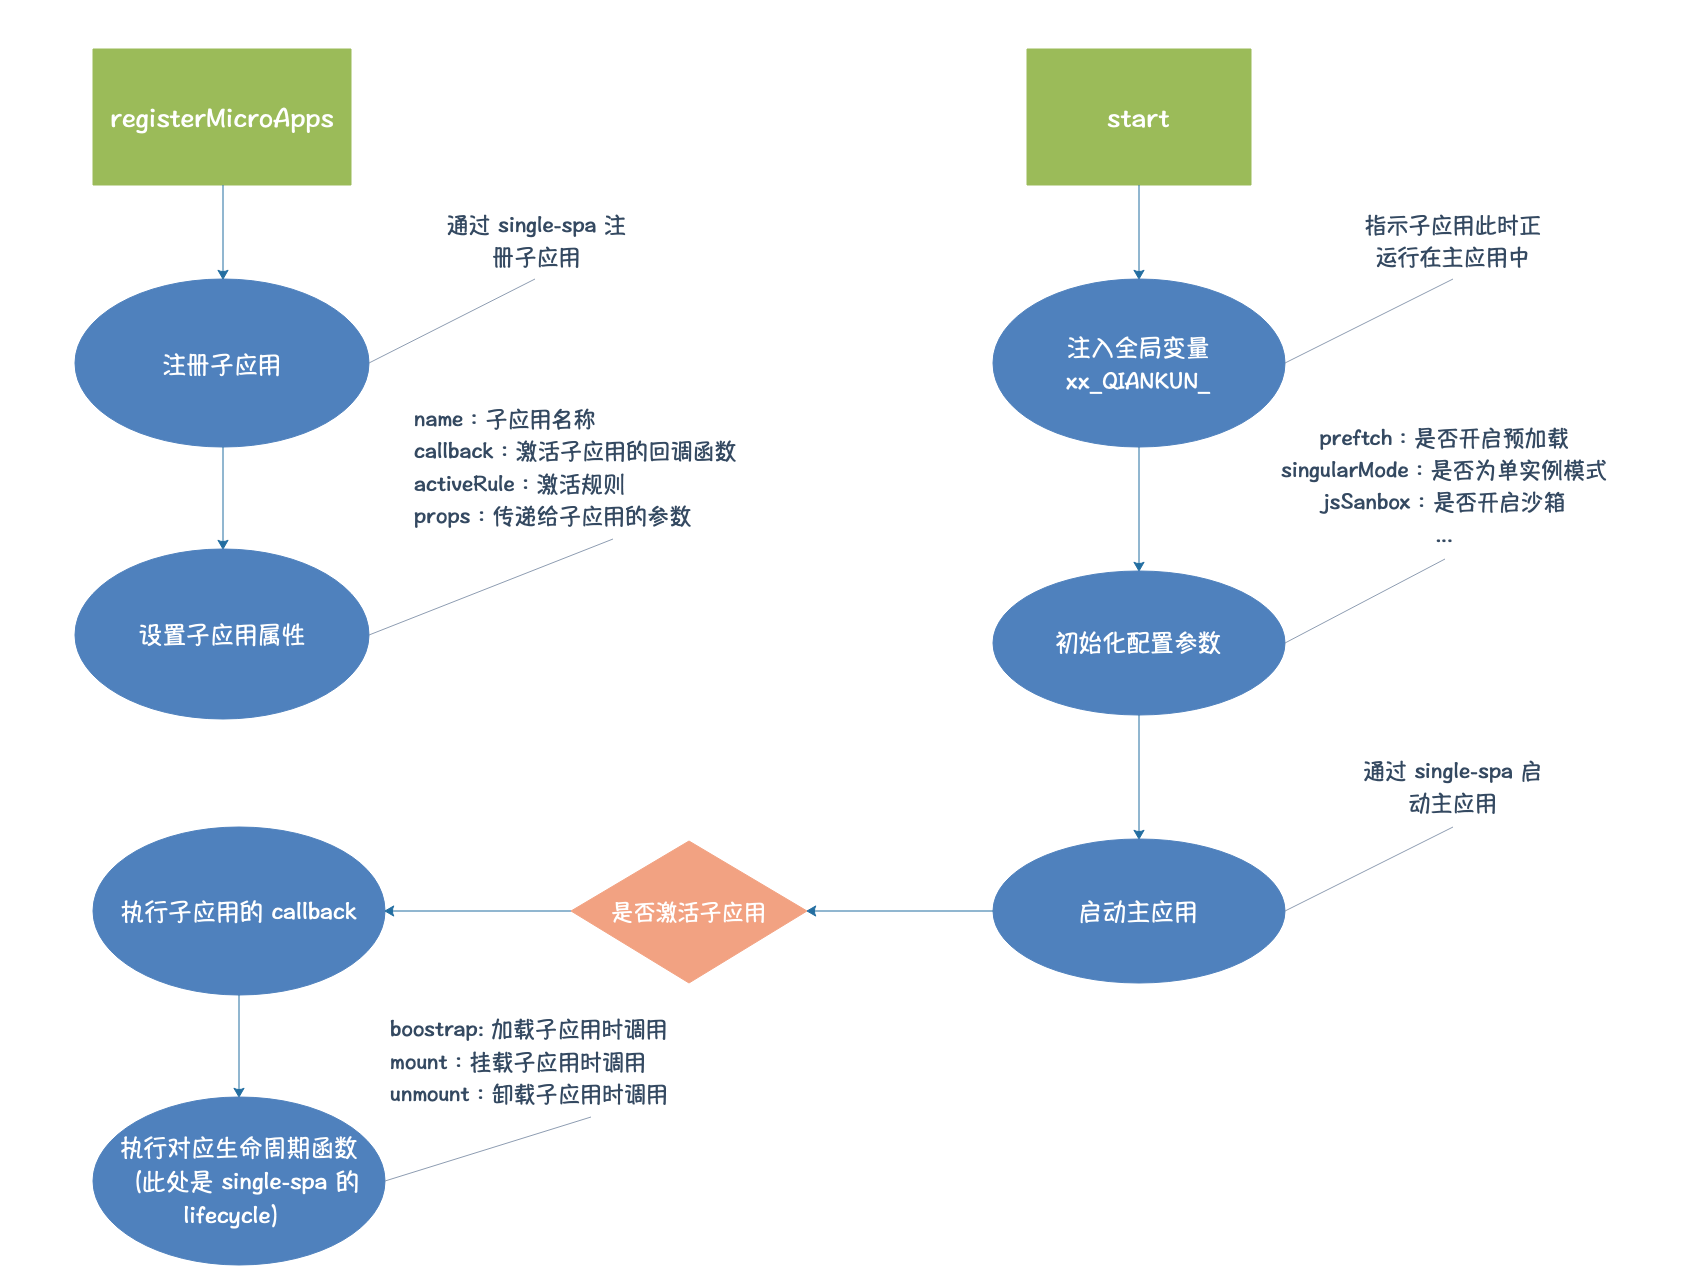 registerMicroApps
start
通过 single-spa 注
册子应用
指示子应用此时正
运行在主应用中
注册子应用
注入全局变量
xx_QIANKUN_
name：子应用名称
callback：激活子应用的回调函数
activeRule：激活规则
props：传递给子应用的参数
preftch：是否开启预加载
singularMode：是否为单实例模式
jsSanbox：是否开启沙箱
...
设置子应用属性
初始化配置参数
通过 single-spa 启
动主应用
执行子应用的 callback
是否激活子应用
启动主应用
boostrap: 加载子应用时调用
mount：挂载子应用时调用
unmount：卸载子应用时调用
执行对应生命周期函数
(此处是 single-spa 的
lifecycle)